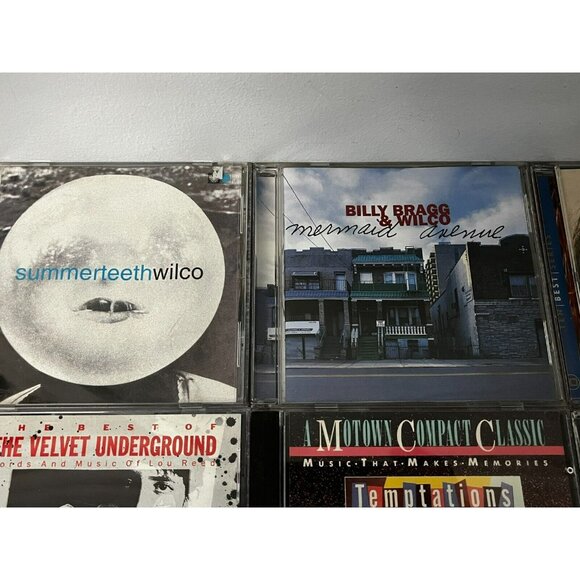 summerteethwilco
BILLY BRAGG
& WILCO
mermaid avenue
BEST
THE BEST OF
THE VELVET UNDERGROUND
Words And Music Of Lou Reed
A MOTOWN COMPACT CLASSIC
MUSIC·THAT·MAKES·MEMORIES
Temptations